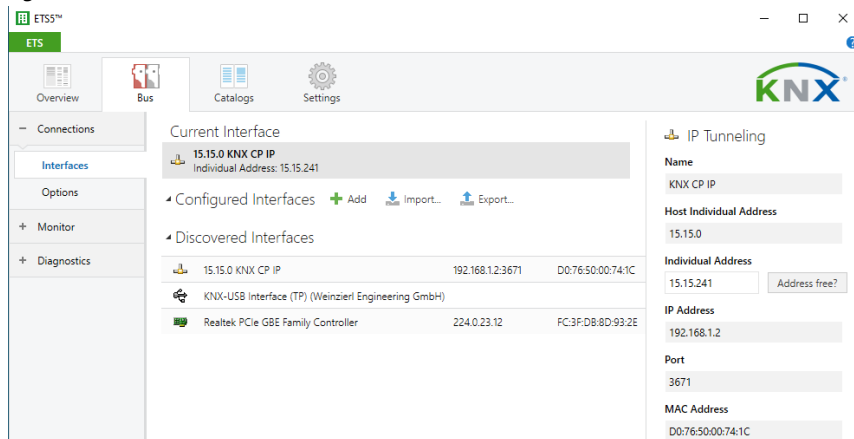 ETS5™
ETS
Overview
Bus
Catalogs
Settings
KNX
Connections
Interfaces
Options
Monitor
Diagnostics
Current Interface
15.15.0 KNX CP IP
Individual Address: 15.15.241
Configured Interfaces + Add Import... Export...
Discovered Interfaces
15.15.0 KNX CP IP 192.168.1.2:3671 D0:76:50:00:74:1C
KNX-USB Interface (TP) (Weinzierl Engineering GmbH)
Realtek PCIe GBE Family Controller 224.0.23.12 FC:3F:DB:8D:93:2E
IP Tunneling
Name
KNX CP IP
Host Individual Address
15.15.0
Individual Address
15.15.241 Address free?
IP Address
192.168.1.2
Port
3671
MAC Address
D0:76:50:00:74:1C